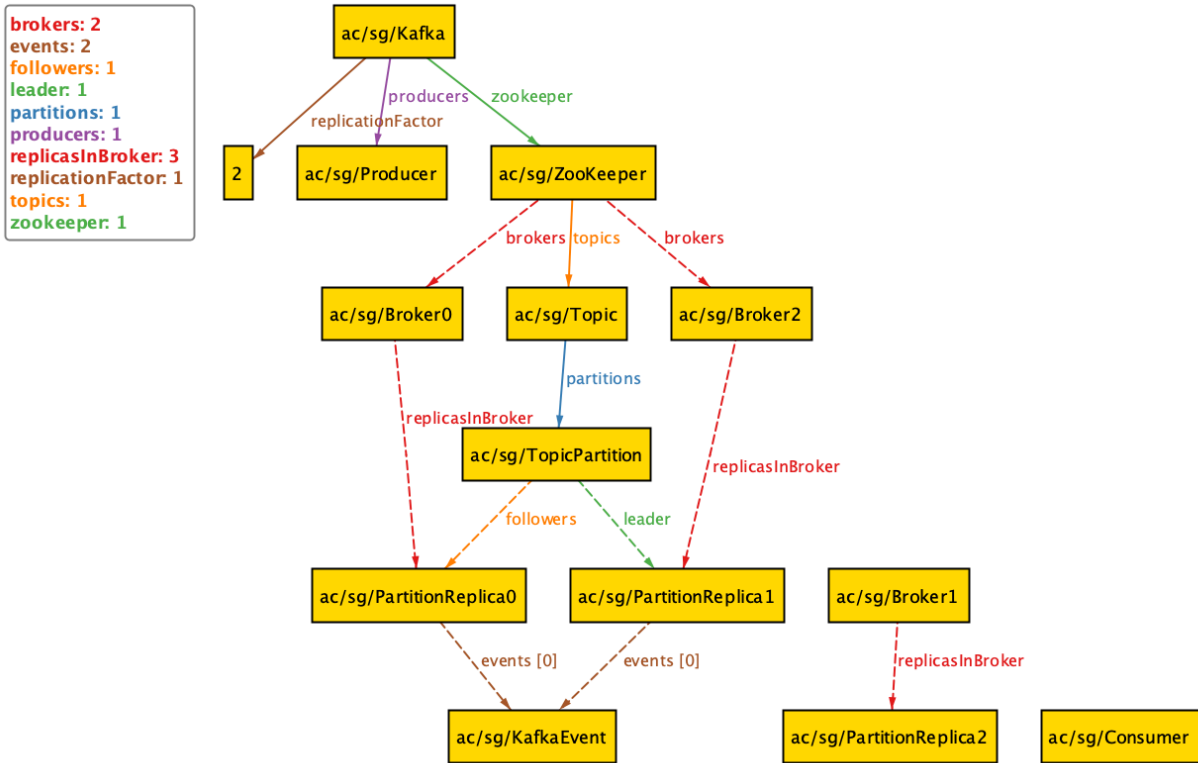 brokers: 2
events: 2
followers: 1
leader: 1
partitions: 1
producers: 1
replicasInBroker: 3
replicationFactor: 1
topics: 1
zookeeper: 1
ac/sg/Kafka
producers
zookeeper
replicationFactor
2
ac/sg/Producer
ac/sg/ZooKeeper
brokers
topics
brokers
ac/sg/Broker0
ac/sg/Topic
ac/sg/Broker2
partitions
replicasInBroker
ac/sg/TopicPartition
replicasInBroker
followers
leader
ac/sg/PartitionReplica0
ac/sg/PartitionReplica1
ac/sg/Broker1
events [0]
events [0]
replicasInBroker
ac/sg/KafkaEvent
ac/sg/PartitionReplica2
ac/sg/Consumer